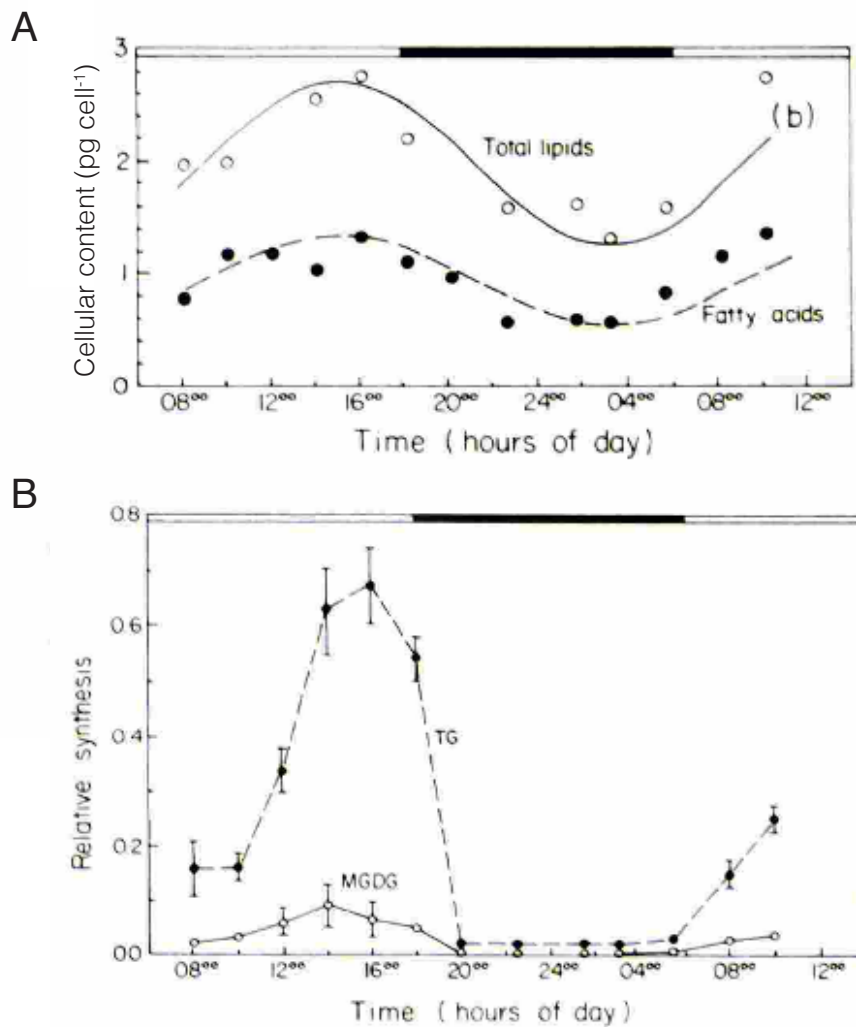 A
Cellular content (pg cell⁻¹)
3
2
1
0
(b)
Total lipids
Fatty acids
08⁰⁰ 12⁰⁰ 16⁰⁰ 20⁰⁰ 24⁰⁰ 04⁰⁰ 08⁰⁰ 12⁰⁰
Time (hours of day)
B
Relative synthesis
0.8
0.6
0.4
0.2
0.0
TG
MGDG
08⁰⁰ 12⁰⁰ 16⁰⁰ 20⁰⁰ 00⁰⁰ 04⁰⁰ 08⁰⁰ 12⁰⁰
Time (hours of day)